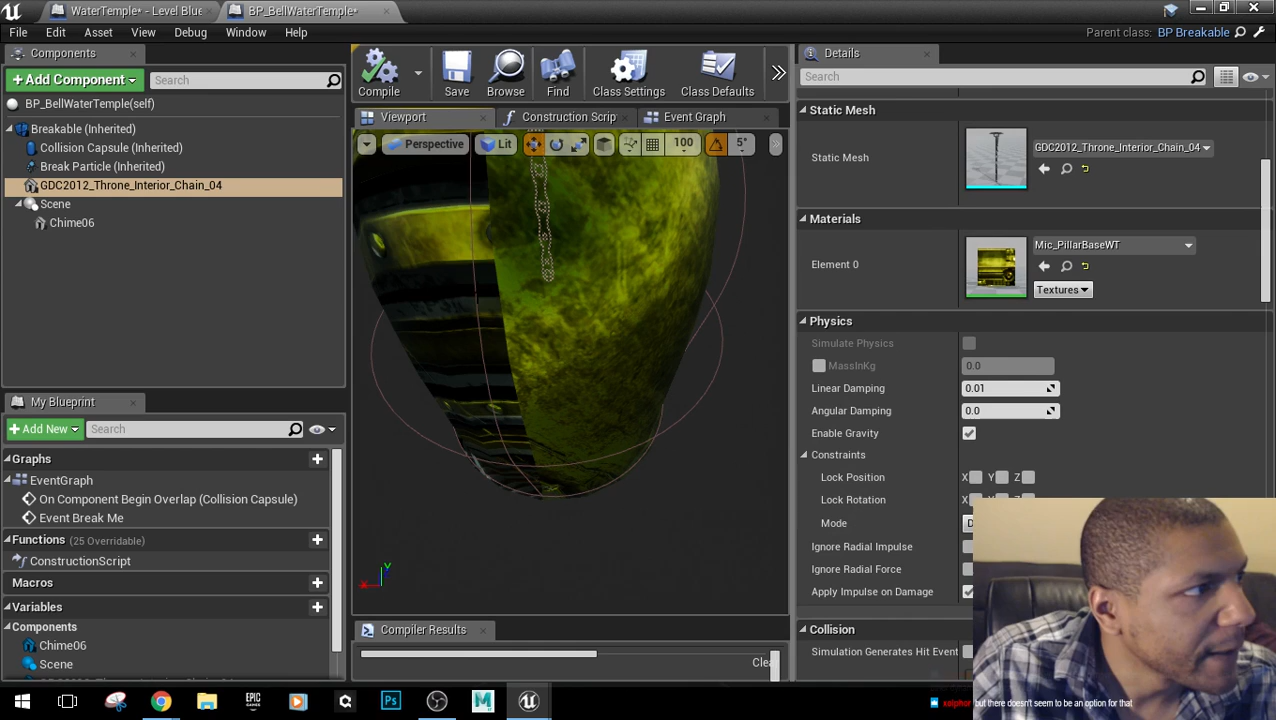 WaterTemple* - Level Blue
BP_BellWaterTemple*
File Edit Asset View Debug Window Help
Parent class: BP Breakable
Components
+Add Component
Search
BP_BellWaterTemple(self)
Breakable (Inherited)
Collision Capsule (Inherited)
Break Particle (Inherited)
GDC2012_Throne_Interior_Chain_04
Scene
Chime06
My Blueprint
+Add New
Search
Graphs
EventGraph
On Component Begin Overlap (Collision Capsule)
Event Break Me
Functions (25 Overridable)
ConstructionScript
Macros
Variables
Components
Chime06
Scene
Compile Save Browse Find Class Settings Class Defaults
Viewport
Construction Scrip
Event Graph
Perspective
Lit
100
5°
Compiler Results
Clea
Details
Search
Static Mesh
Static Mesh
GDC2012_Throne_Interior_Chain_04
Materials
Element 0
Mic_PillarBaseWT
Textures
Physics
Simulate Physics
MassInKg 0.0
Linear Damping 0.01
Angular Damping 0.0
Enable Gravity
Constraints
Lock Position X Y Z
Lock Rotation X
Mode D
Ignore Radial Impulse
Ignore Radial Force
Apply Impulse on Damage
Collision
Simulation Generates Hit Event
EPIC GAMES
Ps
M
xalphor but there doesn't seem to be an option for that